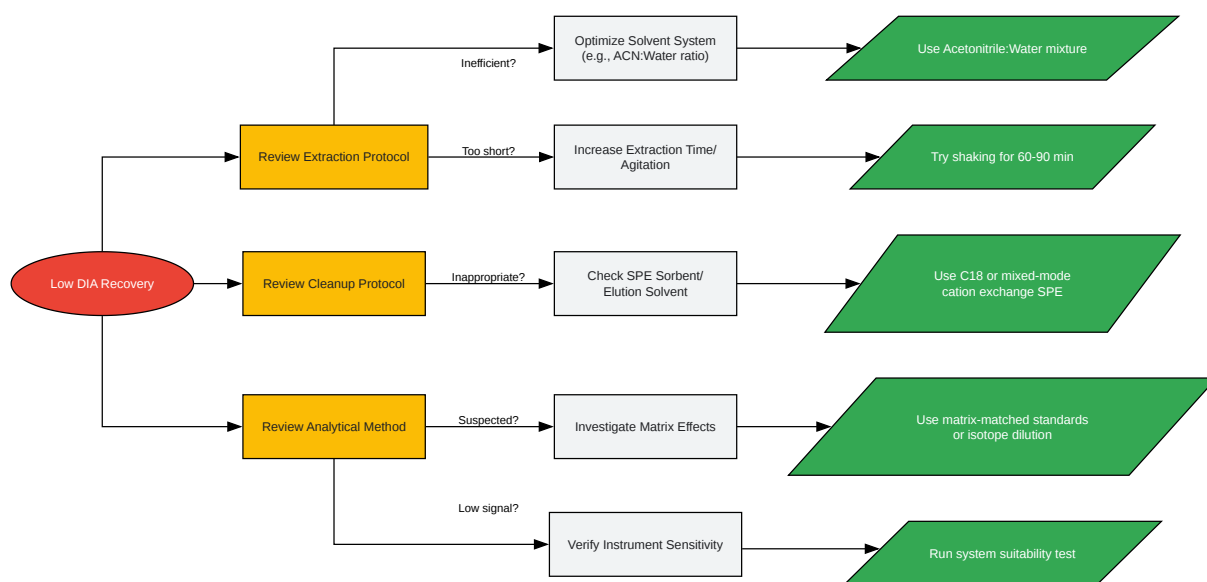 Optimize Solvent System
(e.g., ACN:Water ratio)
Use Acetonitrile:Water mixture
Inefficient?
Review Extraction Protocol
Too short?
Increase Extraction Time/
Agitation
Try shaking for 60-90 min
Low DIA Recovery
Review Cleanup Protocol
Inappropriate?
Check SPE Sorbent/
Elution Solvent
Use C18 or mixed-mode
cation exchange SPE
Review Analytical Method
Suspected?
Investigate Matrix Effects
Use matrix-matched standards
or isotope dilution
Low signal?
Verify Instrument Sensitivity
Run system suitability test